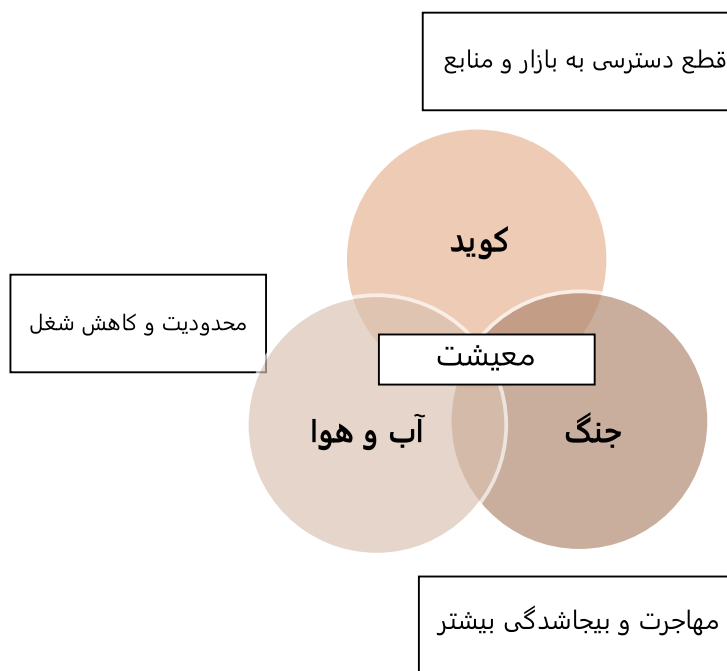 قطع دسترسی به بازار و منابع
کوید
محدودیت و کاهش شغل
معیشت
جنگ
آب و هوا
مهاجرت و بیجاشدگی بیشتر